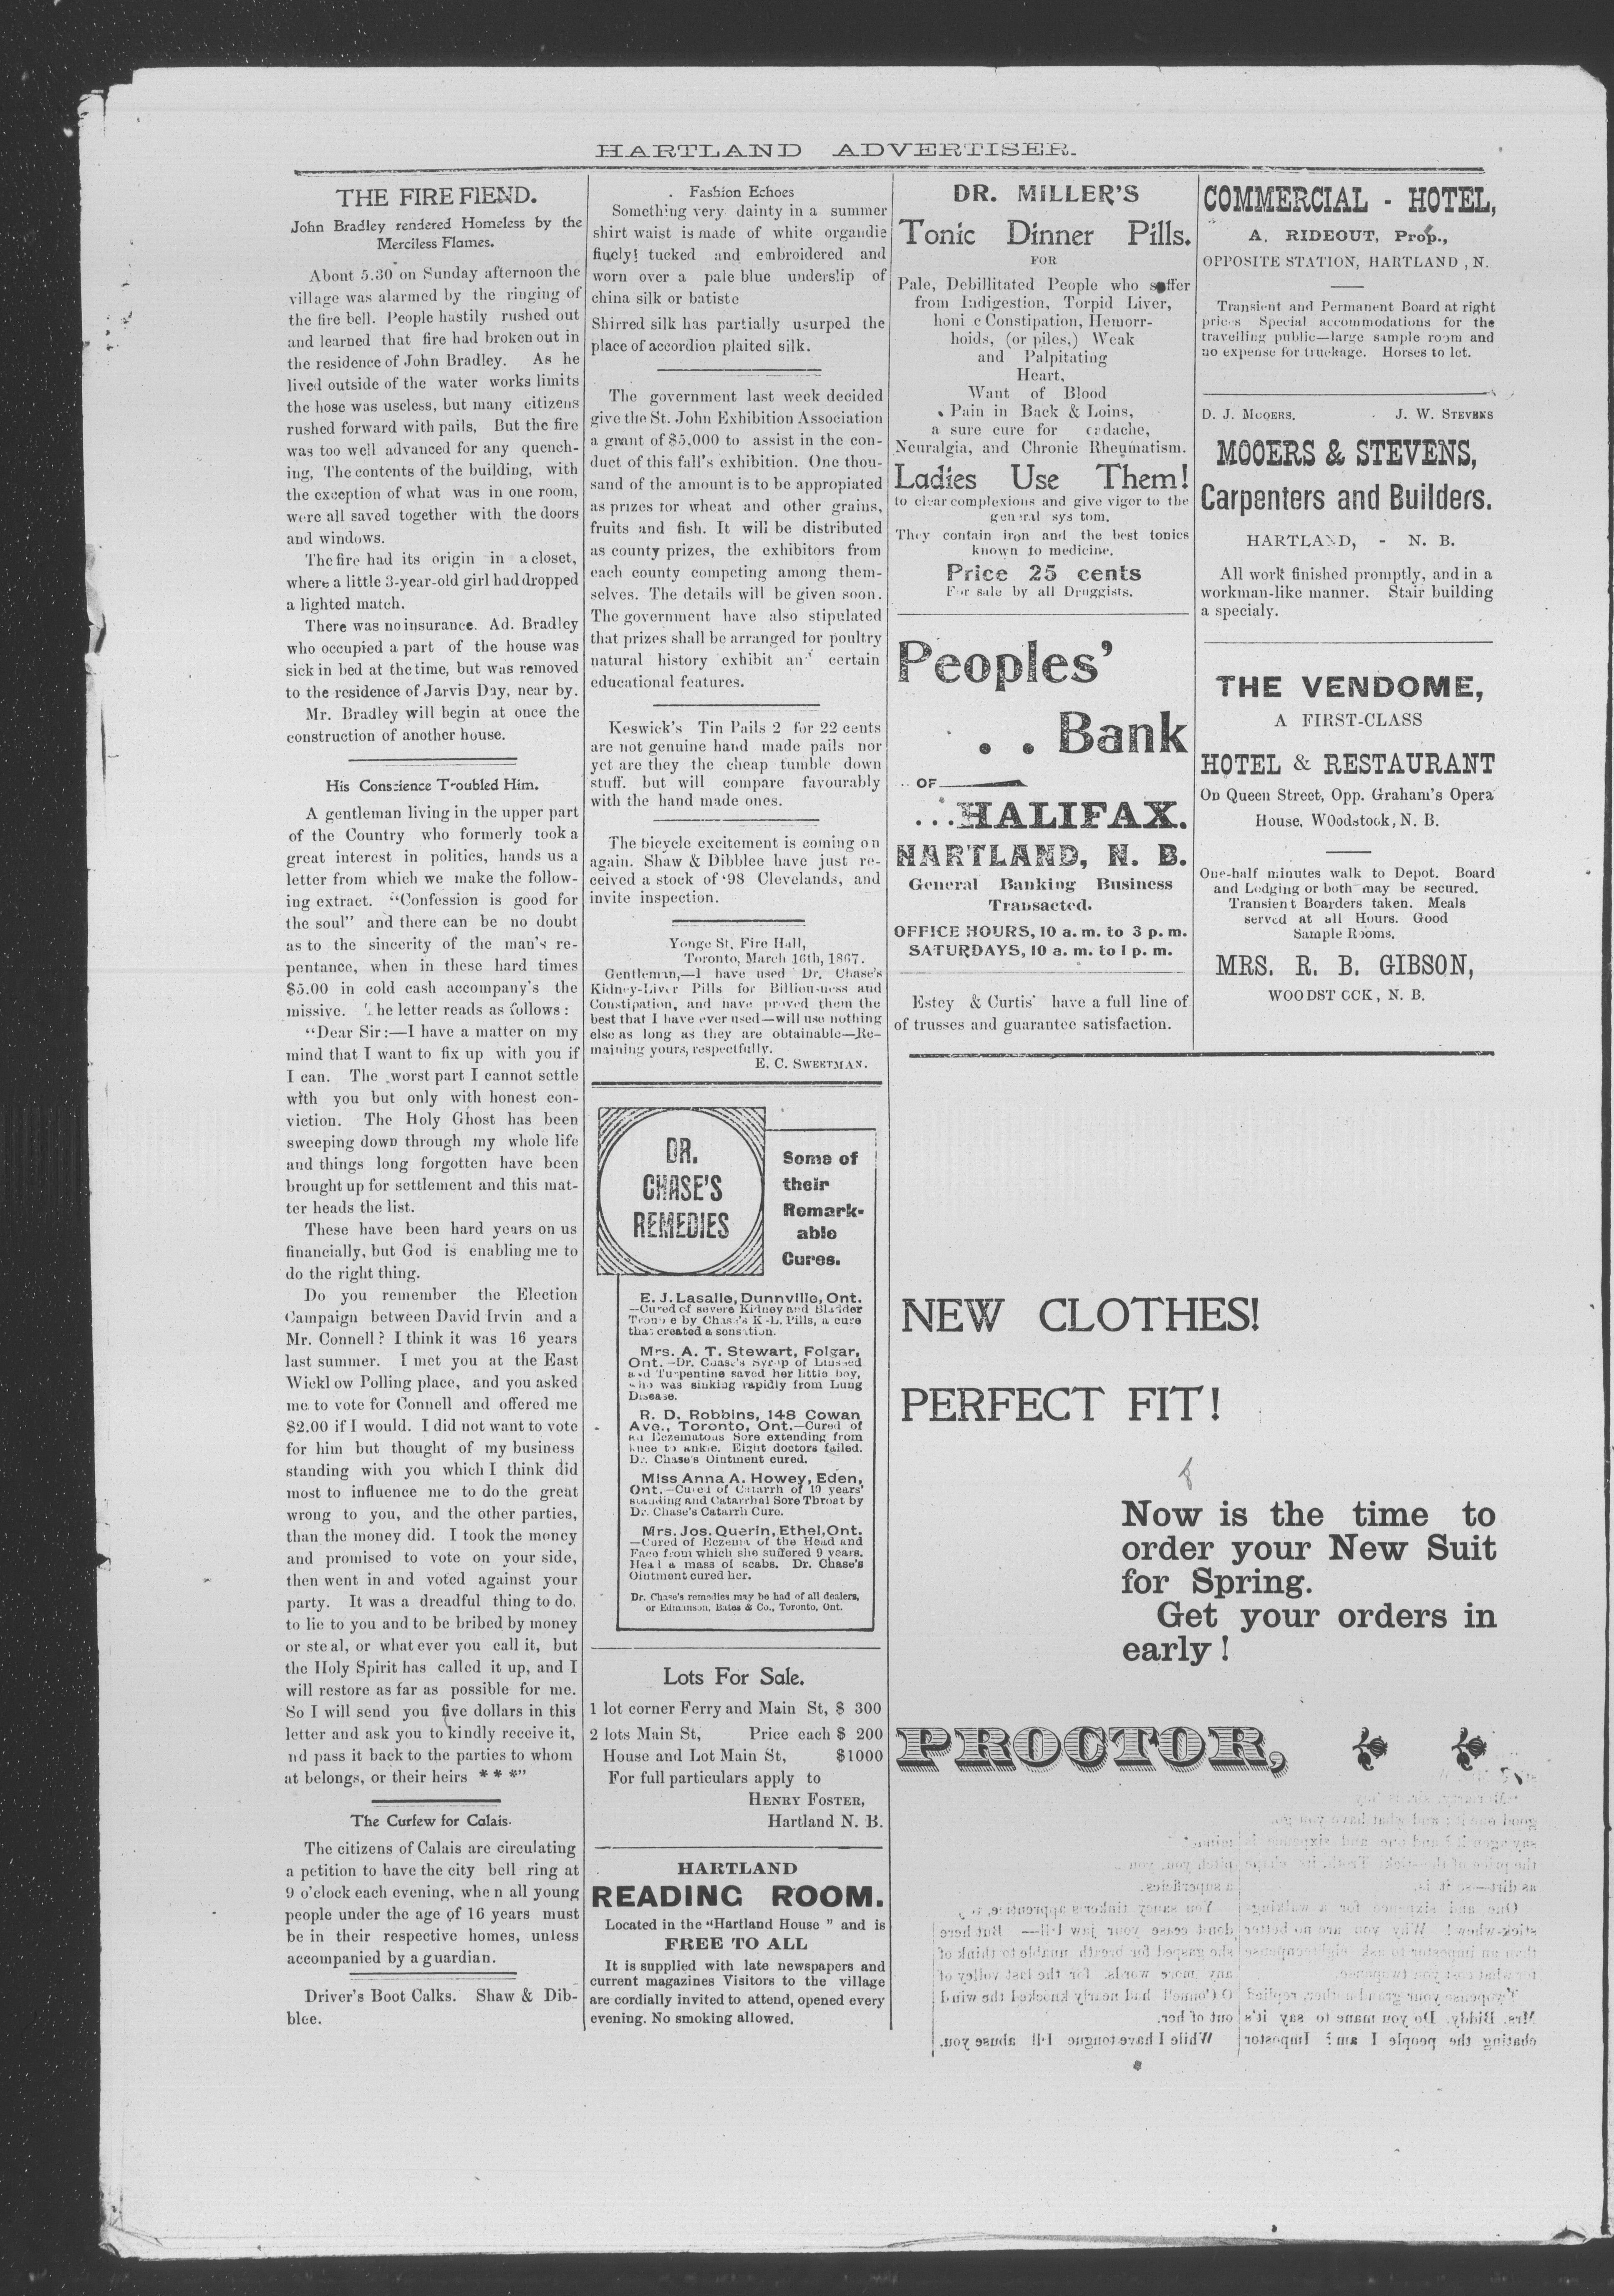 HARTLAND ADVERTISER.
THE FIRE FIEND.
John Bradley rendered Homeless by the
Merciless Flames.
About 5.30 on Sunday afternoon the
village was alarmed by the ringing of
the fire bell. People hastily rushed out
and learned that fire had broken out in
the residence of John Bradley. As he
lived outside of the water works limits
the hose was useless, but many citizens
rushed forward with pails, But the fire
was too well advanced for any quench-
ing, The contents of the building, with
the exception of what was in one room,
were all saved together with the doors
and windows.
The fire had its origin in a closet,
where a little 3-year-old girl had dropped
a lighted match.
There was no insurance. Ad. Bradley
who occupied a part of the house was
sick in bed at the time, but was removed
to the residence of Jarvis Day, near by.
Mr. Bradley will begin at once the
construction of another house.
His Conscience Troubled Him.
A gentleman living in the upper part
of the Country who formerly took a
great interest in politics, hands us a
letter from which we make the follow-
ing extract. "Confession is good for
the soul" and there can be no doubt
as to the sincerity of the man's re-
pentance, when in these hard times
$5.00 in cold cash accompany's the
missive. The letter reads as follows:
"Dear Sir:—I have a matter on my
mind that I want to fix up with you if
I can. The worst part I cannot settle
with you but only with honest con-
viction. The Holy Ghost has been
sweeping down through my whole life
and things long forgotten have been
brought up for settlement and this mat-
ter heads the list.
These have been hard years on us
financially, but God is enabling me to
do the right thing.
Do you remember the Election
Campaign between David Irvin and a
Mr. Connell? I think it was 16 years
last summer. I met you at the East
Wicklow Polling place, and you asked
me to vote for Connell and offered me
$2.00 if I would. I did not want to vote
for him but thought of my business
standing with you which I think did
most to influence me to do the great
wrong to you, and the other parties,
than the money did. I took the money
and promised to vote on your side,
then went in and voted against your
party. It was a dreadful thing to do.
to lie to you and to be bribed by money
or steal, or what ever you call it, but
the Holy Spirit has called it up, and I
will restore as far as possible for me.
So I will send you five dollars in this
letter and ask you to kindly receive it,
nd pass it back to the parties to whom
at belongs, or their heirs * * *"
The Curfew for Calais.
The citizens of Calais are circulating
a petition to have the city bell ring at
9 o'clock each evening, when all young
people under the age of 16 years must
be in their respective homes, unless
accompanied by a guardian.
Driver's Boot Calks. Shaw & Dib-
blee.
Fashion Echoes
Something very dainty in a summer
shirt waist is made of white organdie
finely! tucked and embroidered and
worn over a pale blue underslip of
china silk or batiste
Shirred silk has partially usurped the
place of accordion plaited silk.
The government last week decided
give the St. John Exhibition Association
a grant of $5,000 to assist in the con-
duct of this fall's exhibition. One thou-
sand of the amount is to be appropiated
as prizes for wheat and other grains,
fruits and fish. It will be distributed
as county prizes, the exhibitors from
each county competing among them-
selves. The details will be given soon.
The government have also stipulated
that prizes shall be arranged for poultry
natural history exhibit an' certain
educational features.
Keswick's Tin Pails 2 for 22 cents
are not genuine hand made pails nor
yet are they the cheap tumble down
stuff. but will compare favourably
with the hand made ones.
The bicycle excitement is coming on
again. Shaw & Dibblee have just re-
ceived a stock of '98 Clevelands, and
invite inspection.
Yonge St. Fire Hall,
Toronto, March 16th, 1867.
Gentleman,—I have used Dr. Chase's
Kidney-Liver Pills for Billiousness and
Constipation, and have proved them the
best that I have ever used—will use nothing
else as long as they are obtainable—Re-
maining yours, respectfully.
E. C. SWEETMAN.
DR.
CHASE'S
REMEDIES
Some of
their
Remark-
able
Cures.
E. J. Lasalle, Dunnville, Ont.
—Cured of severe Kidney and Bladder
Trouble by Chase's K.-L. Pills, a cure
that created a sensation.
Mrs. A. T. Stewart, Folgar,
Ont.—Dr. Chase's Syrup of Linseed
and Turpentine saved her little boy,
who was sinking rapidly from Lung
Disease.
R. D. Robbins, 148 Cowan
Ave., Toronto, Ont.—Cured of
an Eczematous Sore extending from
knee to ankle. Eight doctors failed.
Dr. Chase's Ointment cured.
Miss Anna A. Howey, Eden,
Ont.—Cured of Catarrh of 10 years'
standing and Catarrhal Sore Throat by
Dr. Chase's Catarrh Cure.
Mrs. Jos. Querin, Ethel, Ont.
—Cured of Eczema of the Head and
Face from which she suffered 9 years.
Head a mass of scabs. Dr. Chase's
Ointment cured her.
Dr. Chase's remedies may be had of all dealers,
or Edmanson, Bates & Co., Toronto, Ont.
Lots For Sale.
1 lot corner Ferry and Main St, $ 300
2 lots Main St, Price each $ 200
House and Lot Main St, $1000
For full particulars apply to
HENRY FOSTER,
Hartland N. B.
HARTLAND
READING ROOM.
Located in the "Hartland House" and is
FREE TO ALL
It is supplied with late newspapers and
current magazines Visitors to the village
are cordially invited to attend, opened every
evening. No smoking allowed.
DR. MILLER'S
Tonic Dinner Pills.
FOR
Pale, Debillitated People who suffer
from Indigestion, Torpid Liver,
honi c Constipation, Hemorr-
hoids, (or piles,) Weak
and Palpitating
Heart,
Want of Blood
Pain in Back & Loins,
a sure cure for eadache,
Neuralgia, and Chronic Rheumatism.
Ladies Use Them!
to clear complexions and give vigor to the
general sys tom.
They contain iron and the best tonics
known to medicine.
Price 25 cents
For sale by all Druggists.
Peoples'
. . Bank
.. OF
...HALIFAX.
HARTLAND, N. B.
General Banking Business
Transacted.
OFFICE HOURS, 10 a. m. to 3 p. m.
SATURDAYS, 10 a. m. to 1 p. m.
Estey & Curtis' have a full line of
of trusses and guarantee satisfaction.
COMMERCIAL - HOTEL,
A. RIDEOUT, Prop.,
OPPOSITE STATION, HARTLAND, N.
Transient and Permanent Board at right
prices Special accommodations for the
travelling public—large sample room and
no expense for truckage. Horses to let.
D. J. MOOERS. J. W. STEVENS
MOOERS & STEVENS,
Carpenters and Builders.
HARTLAND, - N. B.
All work finished promptly, and in a
workman-like manner. Stair building
a specialy.
THE VENDOME,
A FIRST-CLASS
HOTEL & RESTAURANT
On Queen Street, Opp. Graham's Opera
House, WOodstock, N. B.
One-half minutes walk to Depot. Board
and Lodging or both may be secured.
Transient Boarders taken. Meals
served at all Hours. Good
Sample Rooms.
MRS. R. B. GIBSON,
WOODSTOCK, N. B.
NEW CLOTHES!
PERFECT FIT!
Now is the time to
order your New Suit
for Spring.
Get your orders in
early!
PROCTOR,